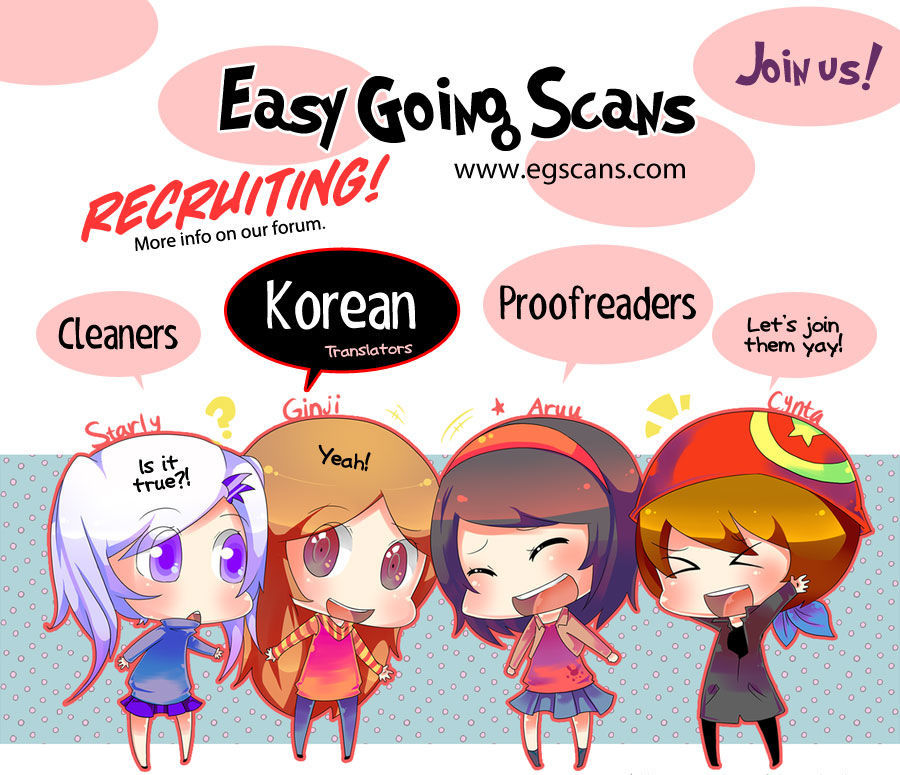 Join us!
Easy Going Scans
www.egscans.com
RECRUITING!
More info on our forum.
Cleaners
Korean
Translators
Proofreaders
Let's join
them yay!
Starly
?
Ginji
Aruu
Cynta
Is it
true?!
Yeah!